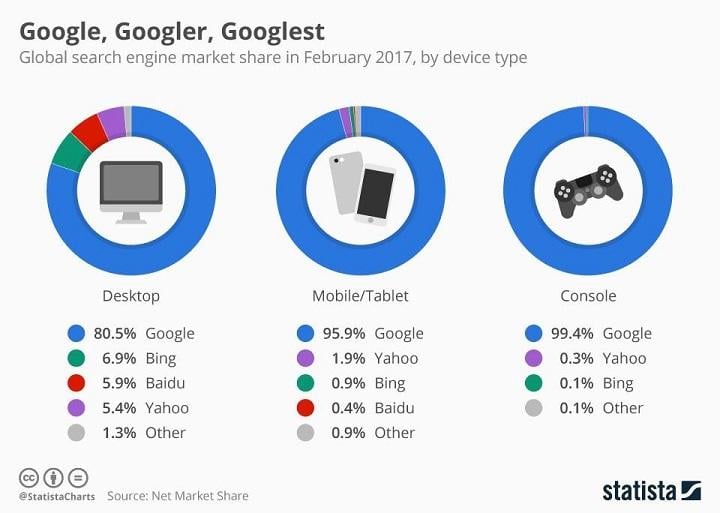 Google, Googler, Googlest
Global search engine market share in February 2017, by device type
Desktop
80.5% Google
6.9% Bing
5.9% Baidu
5.4% Yahoo
1.3% Other
Mobile/Tablet
95.9% Google
1.9% Yahoo
0.9% Bing
0.4% Baidu
0.9% Other
Console
99.4% Google
0.3% Yahoo
0.1% Bing
0.1% Other
cc
@StatistaCharts Source: Net Market Share
statista